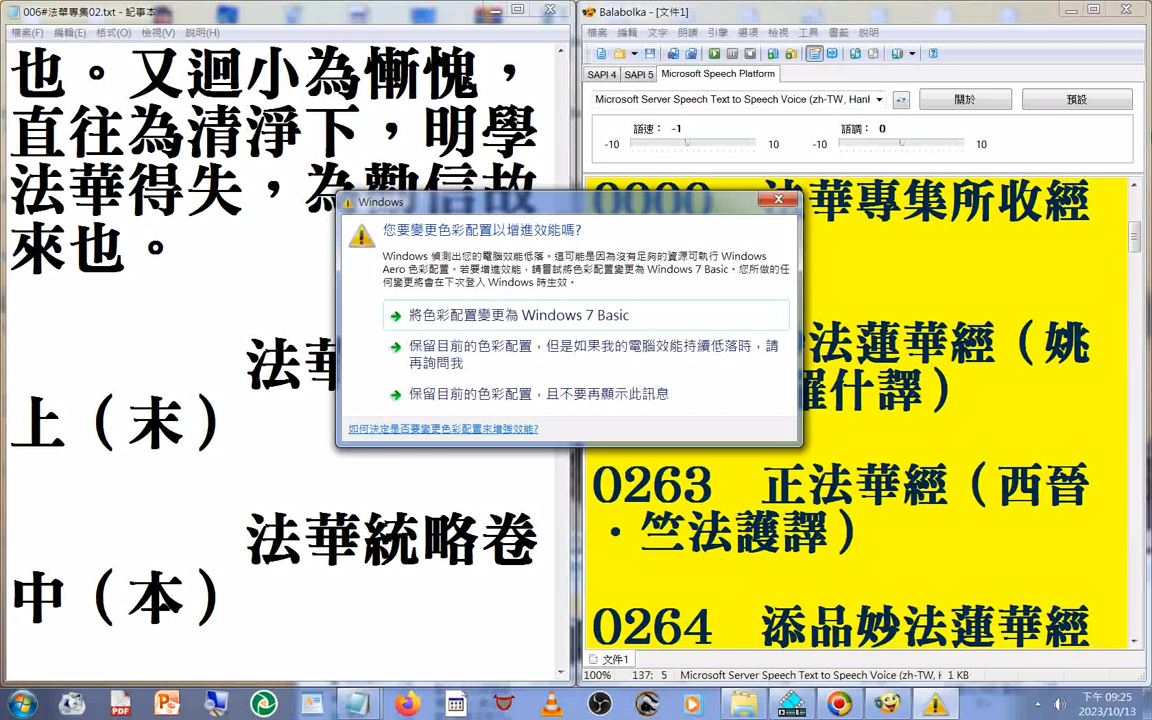 006#法華專集02.txt - 記事本
檔案(F) 編輯(E) 格式(O) 檢視(V) 說明(H)
也。又迴小為慚愧，
直往為清淨下，明學
法華得失，為勸信故
來也。
法華
上（末）
法華統略卷
中（本）
Balabolka - [文件1]
檔案 編輯 文字 朗讀 引擎 選項 檢視 工具 書籤 說明
SAPI 4 SAPI 5 Microsoft Speech Platform
Microsoft Server Speech Text to Speech Voice (zh-TW, Hanl
關於 預設
語速： -1 語調： 0
-10 10 -10 10
0000 法華專集所收經
法蓮華經（姚
羅什譯）
0263 正法華經（西晉
．竺法護譯）
0264 添品妙法蓮華經
文件1
100% 137: 5 Microsoft Server Speech Text to Speech Voice (zh-TW, H 1 KB
Windows
您要變更色彩配置以增進效能嗎?
Windows 偵測出您的電腦效能低落。這可能是因為沒有足夠的資源可執行 Windows
Aero 色彩配置。若要增進效能，請嘗試將色彩配置變更為 Windows 7 Basic。您所做的任
何變更將會在下次登入 Windows 時生效。
將色彩配置變更為 Windows 7 Basic
保留目前的色彩配置，但是如果我的電腦效能持續低落時，請
再詢問我
保留目前的色彩配置，且不要再顯示此訊息
如何決定是否要變更色彩配置來增強效能?
PDF
下午 09:25
2023/10/13